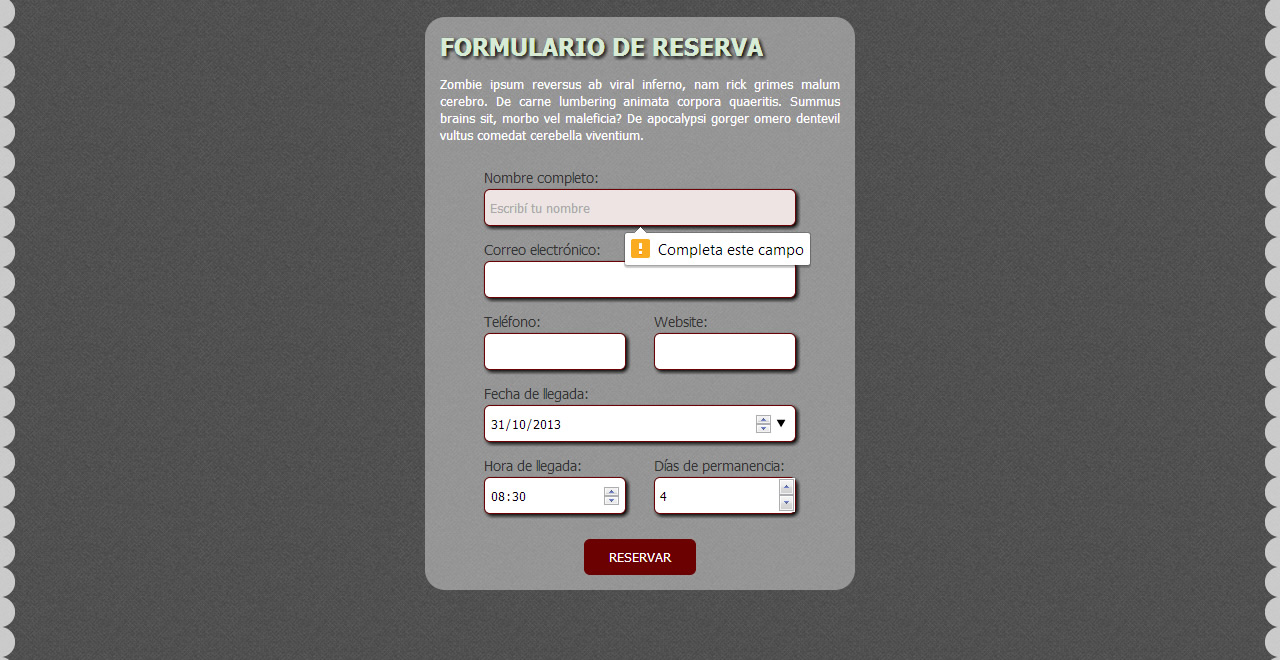 FORMULARIO DE RESERVA
Zombie ipsum reversus ab viral inferno, nam rick grimes malum
cerebro. De carne lumbering animata corpora quaeritis. Summus
brains sit, morbo vel maleficia? De apocalypsi gorger omero dentevil
vultus comedat cerebella viventium.
Nombre completo:
Escribí tu nombre
Correo electrónico:
Completa este campo
Teléfono:
Website:
Fecha de llegada:
31/10/2013
Hora de llegada:
Días de permanencia:
08:30
4
RESERVAR